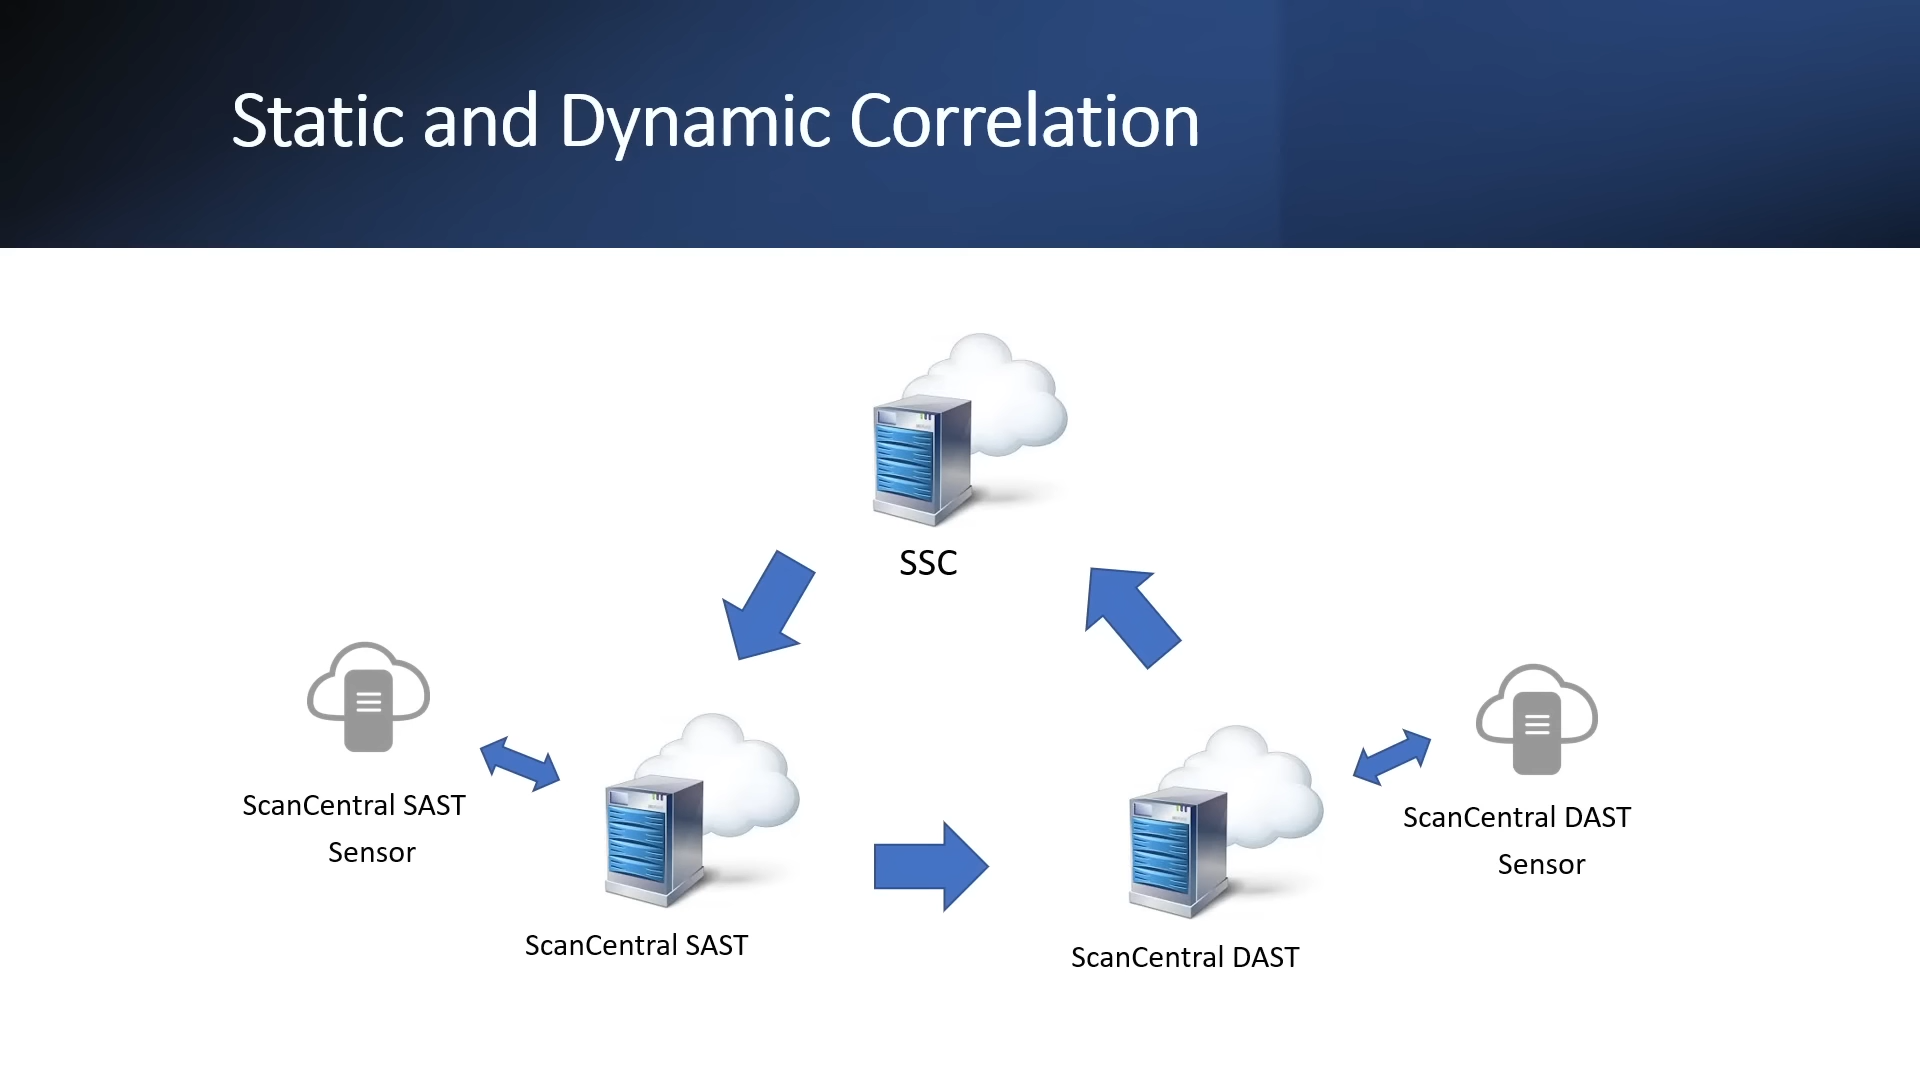 Static and Dynamic Correlation
SSC
ScanCentral SAST
Sensor
ScanCentral DAST
Sensor
ScanCentral SAST
ScanCentral DAST